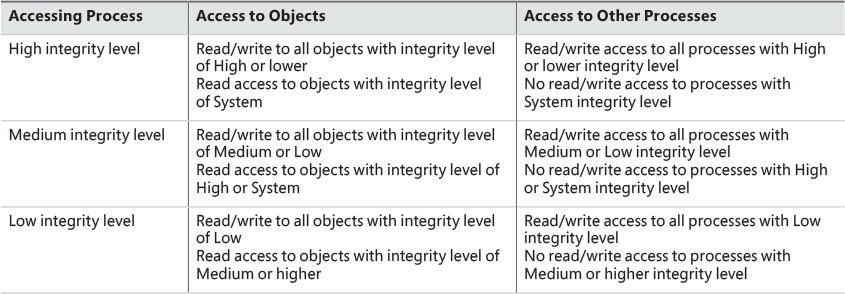 Accessing Process Access to Objects Access to Other Processes
High integrity level
Read/write to all objects with integrity level
of High or lower
Read access to objects with integrity level
of System
Read/write access to all processes with High
or lower integrity level
No read/write access to processes with
System integrity level
Medium integrity level
Read/write to all objects with integrity level
of Medium or Low
Read access to objects with integrity level of
High or System
Read/write access to all processes with
Medium or Low integrity level
No read/write access to processes with High
or System integrity level
Low integrity level
Read/write to all objects with integrity level
of Low
Read access to objects with integrity level of
Medium or higher
Read/write access to all processes with Low
integrity level
No read/write access to processes with
Medium or higher integrity level